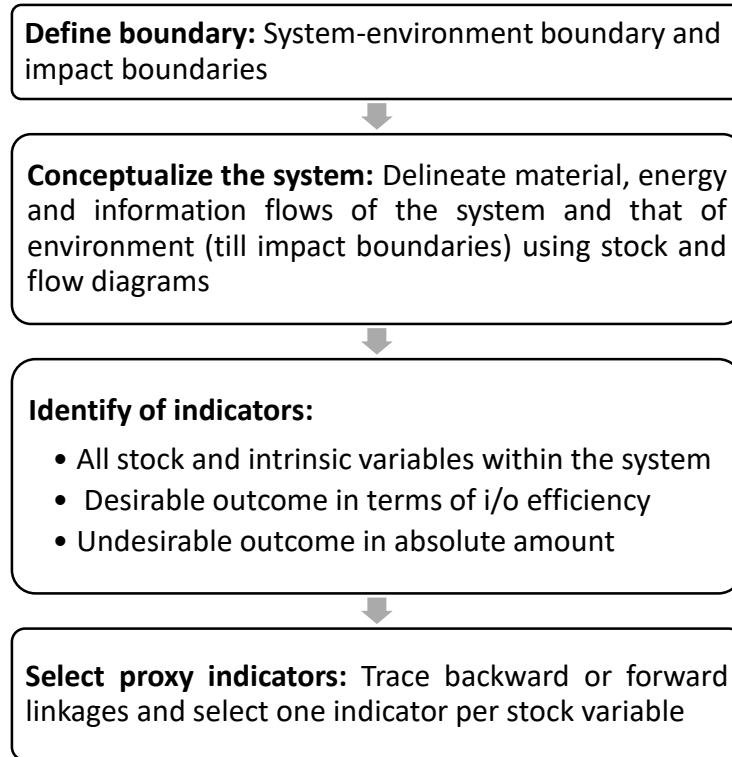 Define boundary: System-environment boundary and
impact boundaries
Conceptualize the system: Delineate material, energy
and information flows of the system and that of
environment (till impact boundaries) using stock and
flow diagrams
Identify of indicators:
• All stock and intrinsic variables within the system
• Desirable outcome in terms of i/o efficiency
• Undesirable outcome in absolute amount
Select proxy indicators: Trace backward or forward
linkages and select one indicator per stock variable